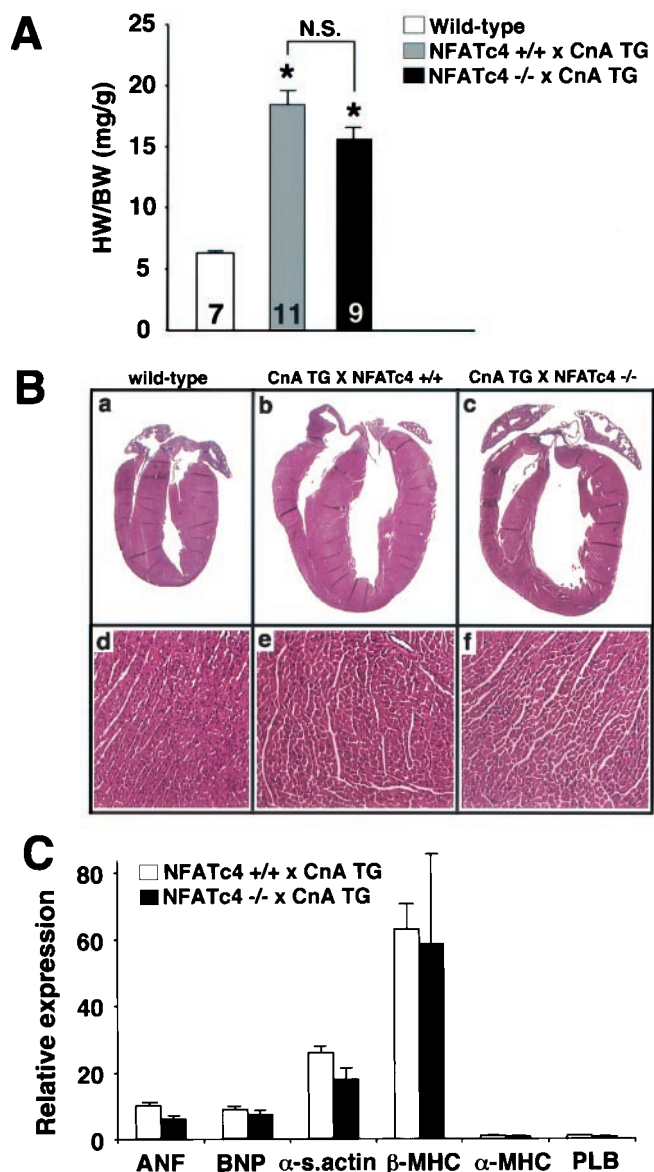 A
25
20
15
10
5
0
HW/BW (mg/g)
N.S.
*
*
7
11
9
Wild-type
NFATc4 +/+ x CnA TG
NFATc4 -/- x CnA TG
B
wild-type
CnA TG X NFATc4 +/+
CnA TG X NFATc4 -/-
a
b
c
d
e
f
C
NFATc4 +/+ x CnA TG
NFATc4 -/- x CnA TG
Relative expression
80
60
40
20
0
ANF BNP α-s.actin β-MHC α-MHC PLB